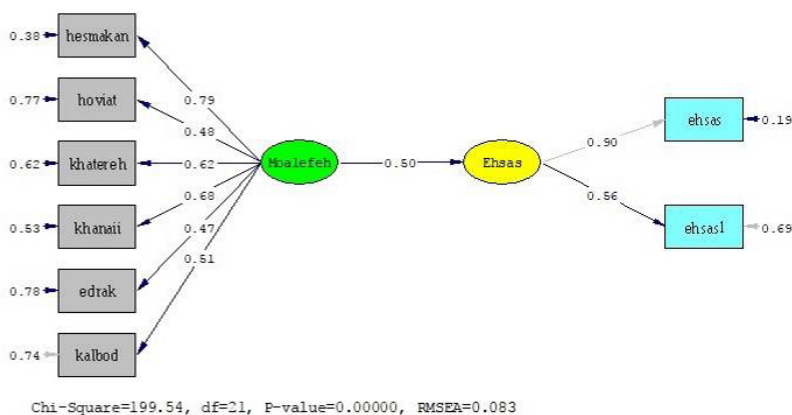 0.38 hesmakan
0.77 hoviat
0.62 khatereh
0.53 khanaii
0.78 edrak
0.74 kalbod
0.79
0.48
0.62
0.68
0.47
0.51
Moalefeh
0.50
Ehsas
0.90
0.56
ehsas 0.19
ehsas1 0.69
Chi-Square=199.54, df=21, P-value=0.00000, RMSEA=0.083